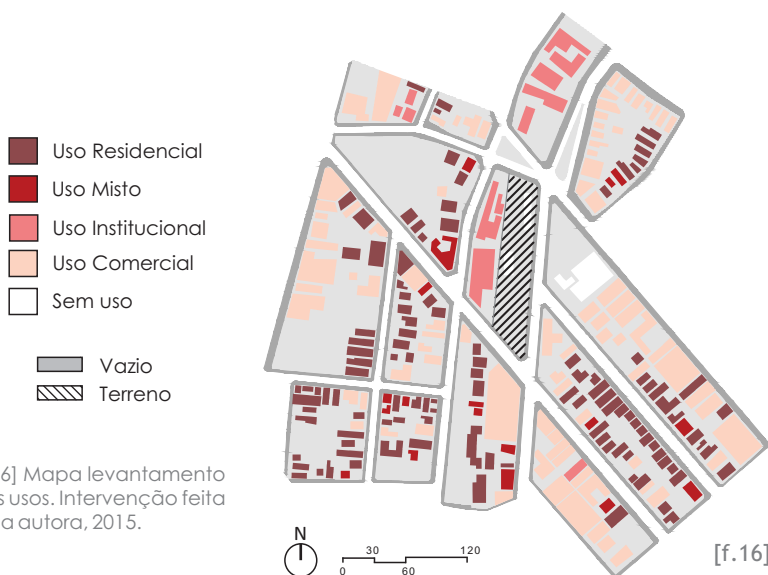 Uso Residencial
Uso Misto
Uso Institucional
Uso Comercial
Sem uso
Vazio
Terreno
6] Mapa levantamento
s usos. Intervenção feita
a autora, 2015.
N
30 120
0 60
[f.16]